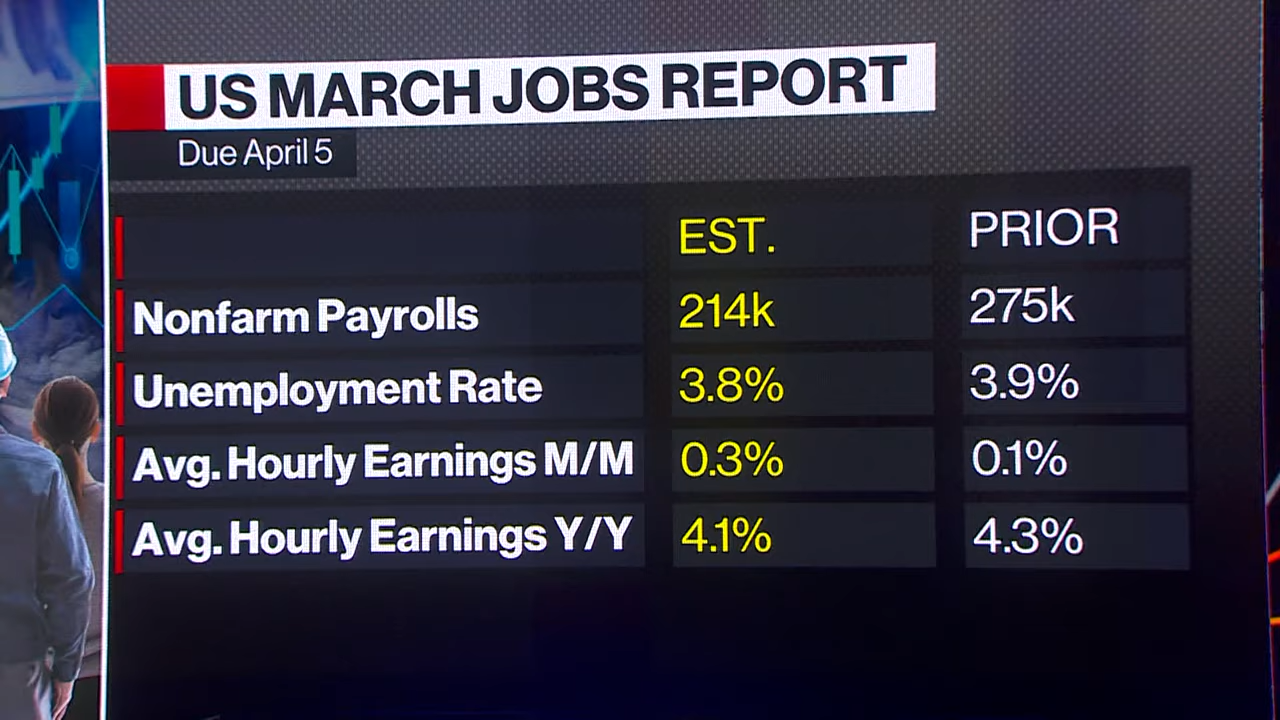 US MARCH JOBS REPORT
Due April 5
EST. PRIOR
Nonfarm Payrolls 214k 275k
Unemployment Rate 3.8% 3.9%
Avg. Hourly Earnings M/M 0.3% 0.1%
Avg. Hourly Earnings Y/Y 4.1% 4.3%